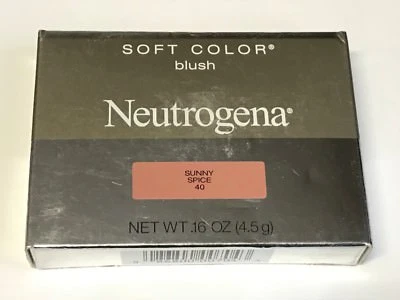 SOFT COLOR®
blush
Neutrogena®
SUNNY
SPICE
40
NET WT .16 OZ (4.5 g)